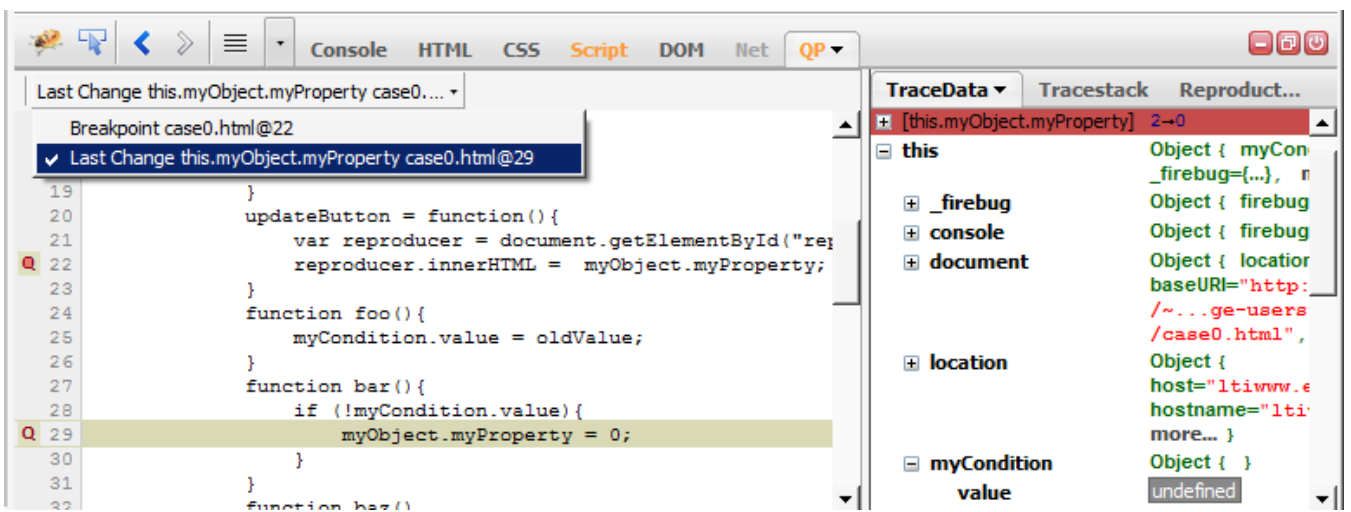 Console HTML CSS Script DOM Net QP
Last Change this.myObject.myProperty case0....
Breakpoint case0.html@22
Last Change this.myObject.myProperty case0.html@29
19 }
20 updateButton = function(){
21 var reproducer = document.getElementById("rep
Q 22 reproducer.innerHTML = myObject.myProperty;
23 }
24 function foo(){
25 myCondition.value = oldValue;
26 }
27 function bar(){
28 if (!myCondition.value){
Q 29 myObject.myProperty = 0;
30 }
31 }
32 function baz()
TraceData Tracestack Reproduct...
[this.myObject.myProperty] 2→0
this Object { myCon
_firebug={...},
_firebug Object { firebug
console Object { firebug
document Object { location
baseURI="http:
/~...ge-users
/case0.html",
location Object {
host="ltiwww.e
hostname="lti
more... }
myCondition Object { }
value undefined